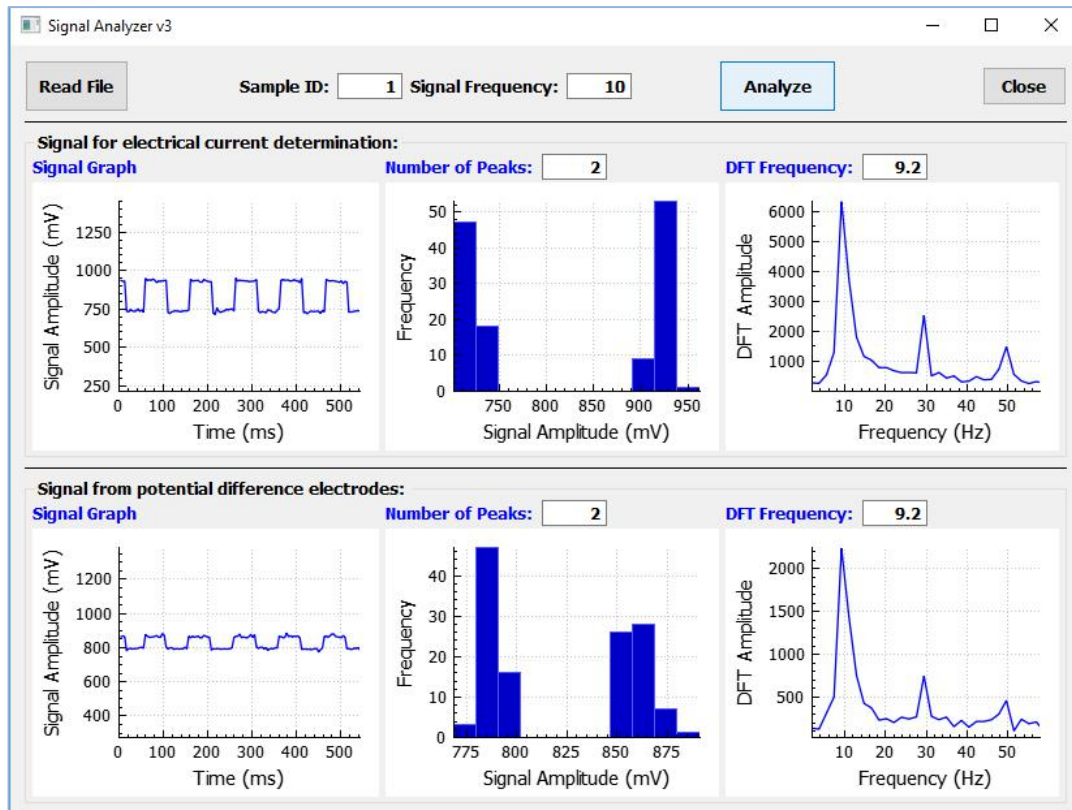 Signal Analyzer v3
Read File Sample ID: 1 Signal Frequency: 10 Analyze Close
Signal for electrical current determination:
Signal Graph
Signal Amplitude (mV)
1250
1000
750
500
250
0 100 200 300 400 500
Time (ms)
Number of Peaks: 2
Frequency
50
40
30
20
10
0
750 800 850 900 950
Signal Amplitude (mV)
DFT Frequency: 9.2
DFT Amplitude
6000
5000
4000
3000
2000
1000
10 20 30 40 50
Frequency (Hz)
Signal from potential difference electrodes:
Signal Graph
Signal Amplitude (mV)
1200
1000
800
600
400
0 100 200 300 400 500
Time (ms)
Number of Peaks: 2
Frequency
40
30
20
10
0
775 800 825 850 875
Signal Amplitude (mV)
DFT Frequency: 9.2
DFT Amplitude
2000
1500
1000
500
10 20 30 40 50
Frequency (Hz)